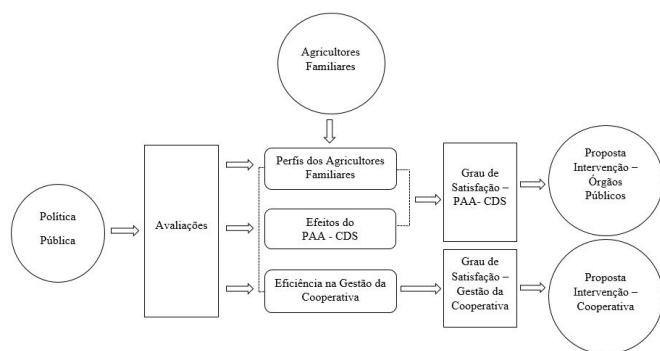 Agricultores
Familiares
Política
Pública
Avaliações
Perfis dos Agricultores
Familiares
Efeitos do
PAA - CDS
Eficiência na Gestão da
Cooperativa
Grau de
Satisfação –
PAA- CDS
Grau de
Satisfação –
Gestão da
Cooperativa
Proposta
Intervenção –
Órgãos
Públicos
Proposta
Intervenção –
Cooperativa